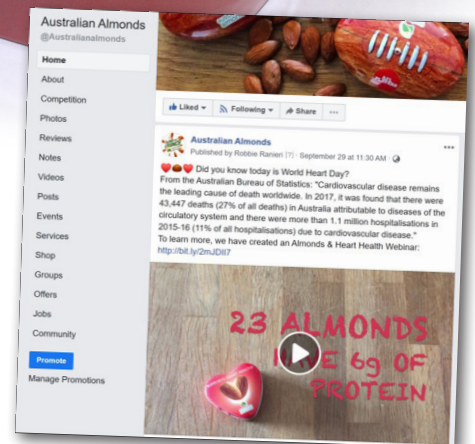 Australian Almonds
@Australianalmonds
Home
About
Competition
Photos
Reviews
Notes
Videos
Posts
Events
Services
Shop
Groups
Offers
Jobs
Community
Promote
Manage Promotions
Liked
Following
Share
Australian Almonds
Published by Robbie Ranieri [?] · September 29 at 11:30 AM ·
Did you know today is World Heart Day?
From the Australian Bureau of Statistics: "Cardiovascular disease remains
the leading cause of death worldwide. In 2017, it was found that there were
43,447 deaths (27% of all deaths) in Australia attributable to diseases of the
circulatory system and there were more than 1.1 million hospitalisations in
2015-16 (11% of all hospitalisations) due to cardiovascular disease."
To learn more, we have created an Almonds & Heart Health Webinar:
http://bit.ly/2mJDIl7
23 ALMONDS
HAVE 6g OF
PROTEIN